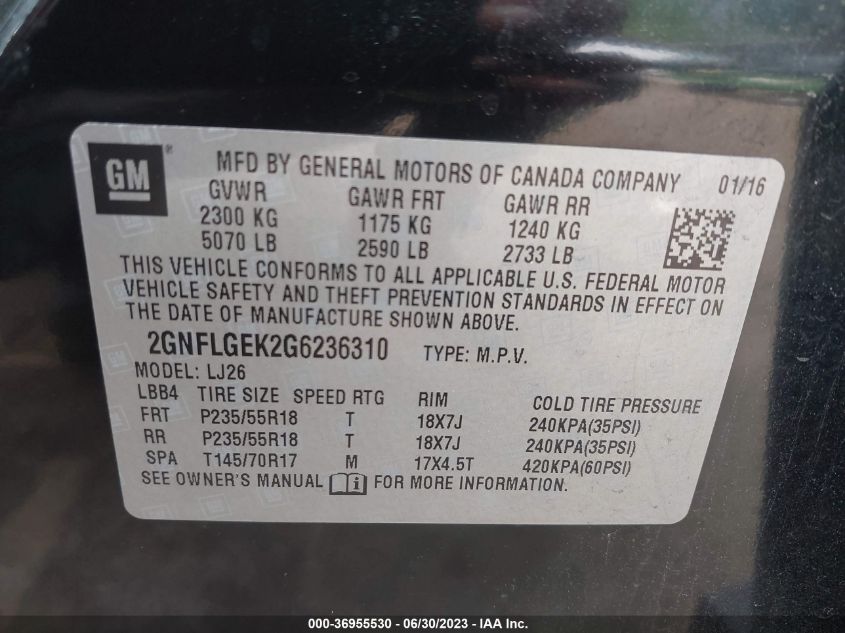 GM ® MFD BY GENERAL MOTORS OF CANADA COMPANY 01/16
GVWR GAWR FRT GAWR RR
2300 KG 1175 KG 1240 KG
5070 LB 2590 LB 2733 LB
THIS VEHICLE CONFORMS TO ALL APPLICABLE U.S. FEDERAL MOTOR
VEHICLE SAFETY AND THEFT PREVENTION STANDARDS IN EFFECT ON
THE DATE OF MANUFACTURE SHOWN ABOVE.
2GNFLGEK2G6236310 TYPE: M.P.V.
MODEL: LJ26
LBB4 TIRE SIZE SPEED RTG RIM COLD TIRE PRESSURE
FRT P235/55R18 T 18X7J 240KPA(35PSI)
RR P235/55R18 T 18X7J 240KPA(35PSI)
SPA T145/70R17 M 17X4.5T 420KPA(60PSI)
SEE OWNER'S MANUAL i FOR MORE INFORMATION.
000-36955530 - 06/30/2023 - IAA Inc.